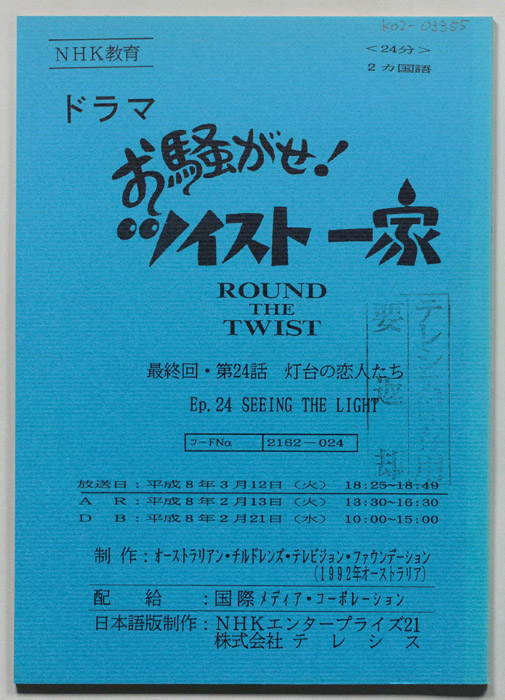 K02-03355
NHK教育
<24分>
2カ国語
ドラマ
お騒がせ!
ツイスト一家
ROUND
THE
TWIST
最終回・第24話 灯台の恋人たち
Ep.24 SEEING THE LIGHT
コードNo. 2162-024
放送日:平成8年3月12日(火) 18:25~18:49
A R:平成8年2月13日(火) 13:30~16:30
D B:平成8年2月21日(水) 10:00~15:00
制作:オーストラリアン・チルドレンズ・テレビジョン・ファウンデーション
(1992年オーストラリア)
配給:国際メディア・コーポレーション
日本語版制作:NHKエンタープライズ21
株式会社テレシス